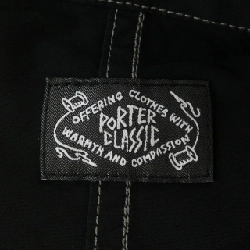 OFFERING CLOTHES WITH
PORTER
CLASSIC
WARMTH AND COMPASSION